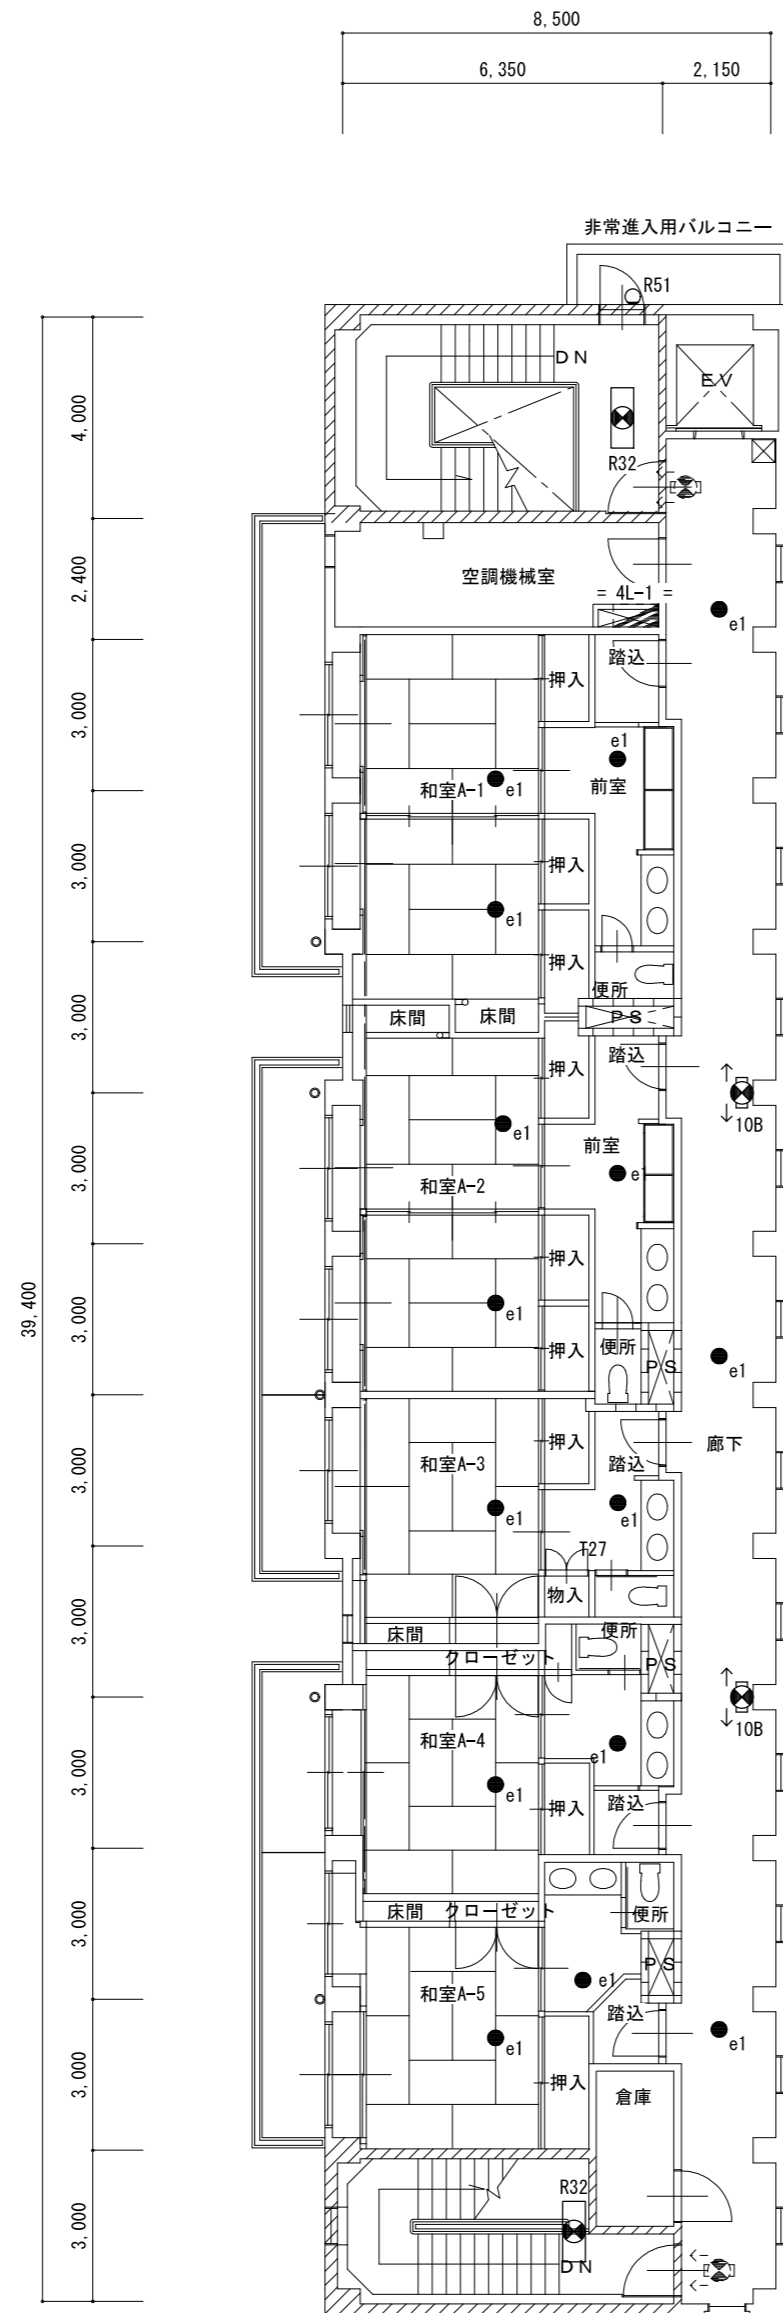 8,500
6,350
2,150
非常進入用バルコニー
R51
DN
EV
4,000
R32
2,400
空調機械室
= 4L-1 =
e1
踏込
押入
3,000
e1
和室A-1
e1
前室
3,000
押入
e1
押入
便所
3,000
床間
床間
PS
踏込
押入
10B
e1
前室
3,000
e1
和室A-2
押入
39,400
3,000
e1
便所
押入
PS
e1
押入
廊下
和室A-3
踏込
3,000
e1
e1
T27
物入
3,000
床間
便所
クローゼット
PS
10B
和室A-4
e1
3,000
e1
押入
踏込
床間
クローゼット
便所
3,000
PS
e1
和室A-5
踏込
e1
e1
3,000
押入
倉庫
R32
3,000
DN